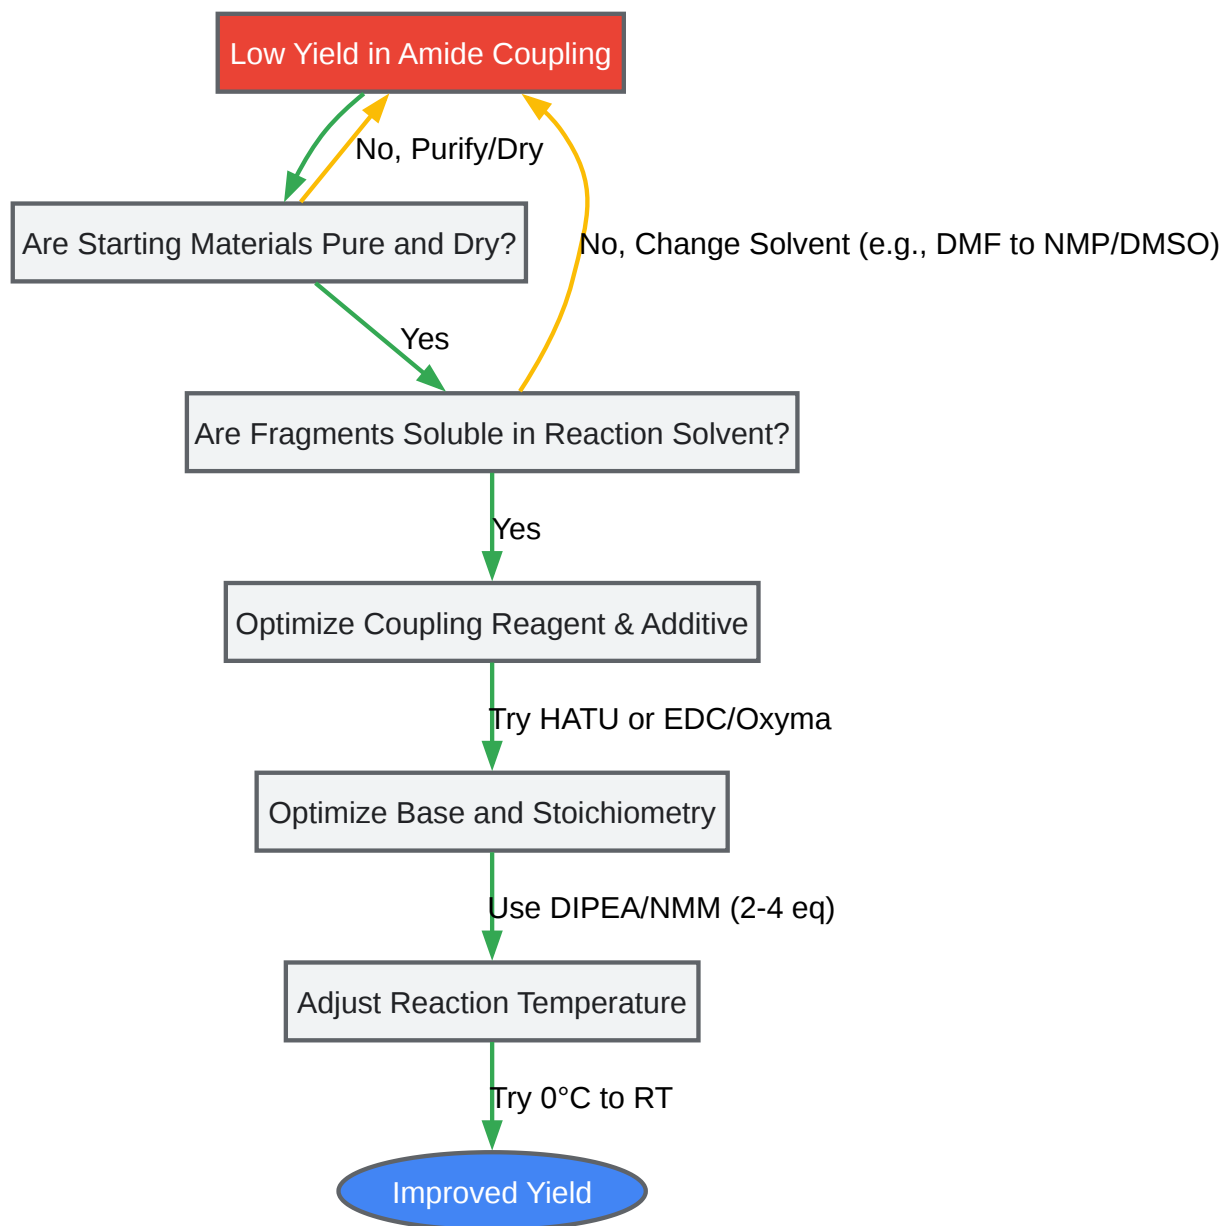 Low Yield in Amide Coupling
No, Purify/Dry
Are Starting Materials Pure and Dry?
No, Change Solvent (e.g., DMF to NMP/DMSO)
Yes
Are Fragments Soluble in Reaction Solvent?
Yes
Optimize Coupling Reagent & Additive
Try HATU or EDC/Oxyma
Optimize Base and Stoichiometry
Use DIPEA/NMM (2-4 eq)
Adjust Reaction Temperature
Try 0°C to RT
Improved Yield